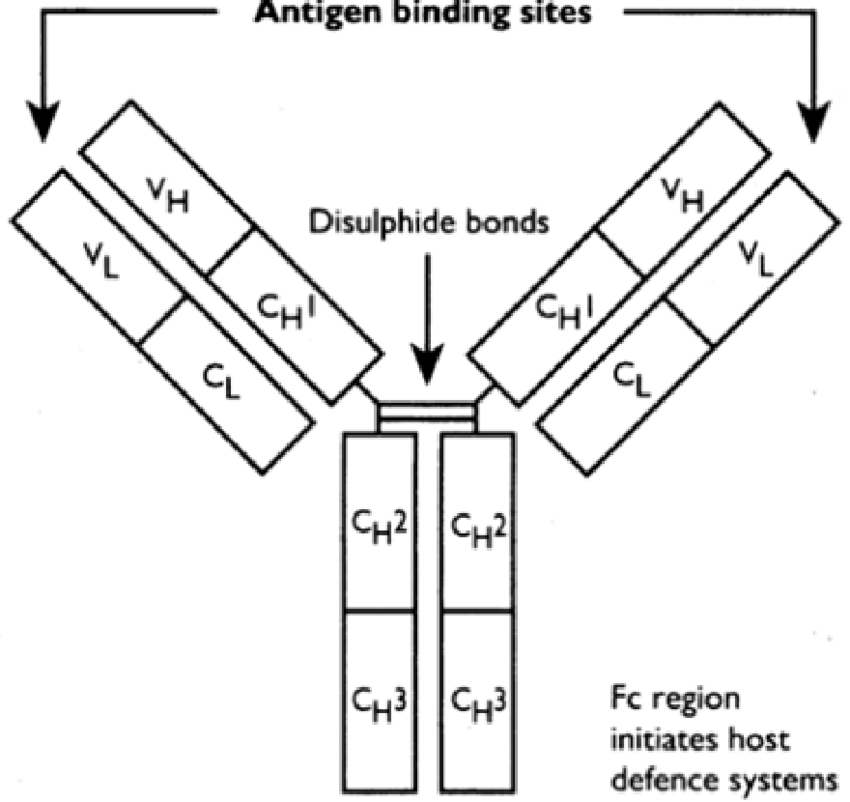 Antigen binding sites
VH
VH
Disulphide bonds
VL
VL
CH1
CH1
CL
CL
CH2
CH2
CH3
CH3
Fc region
initiates host
defence systems